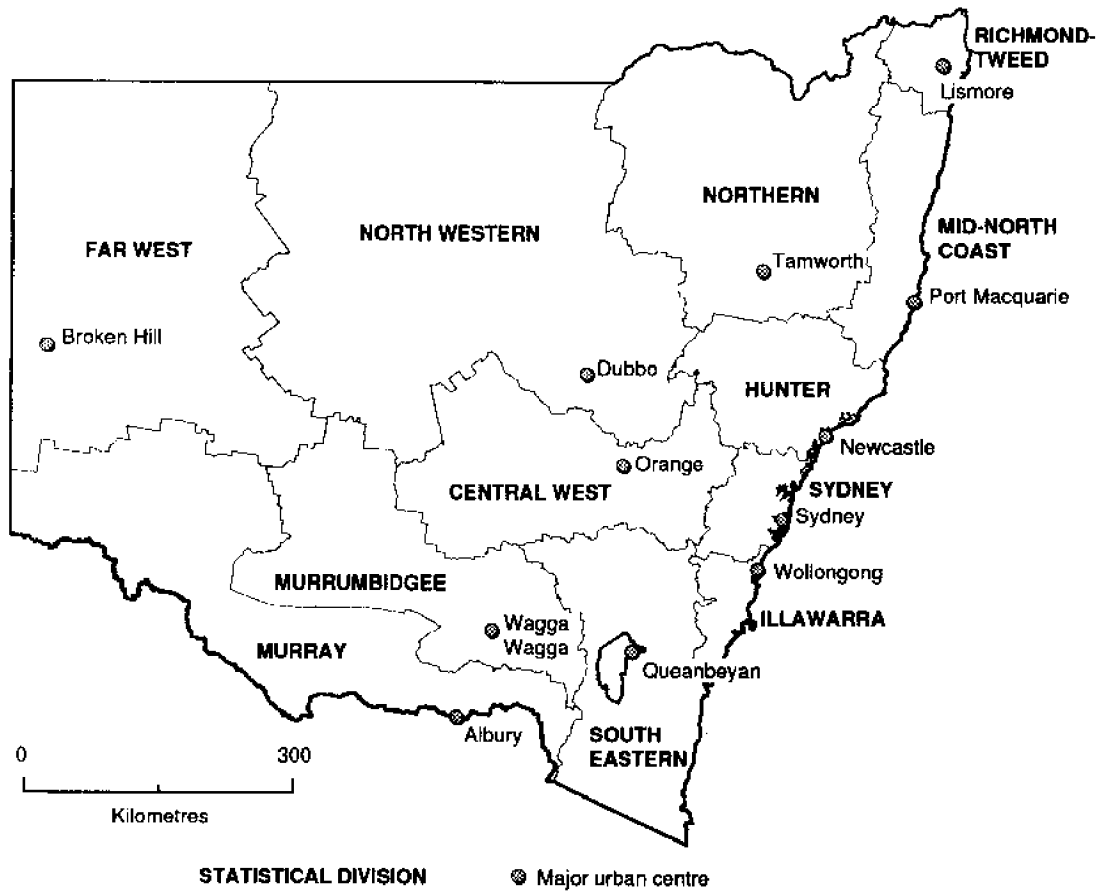 RICHMOND-
TWEED
Lismore
NORTHERN
NORTH WESTERN
MID-NORTH
COAST
FAR WEST
Tamworth
Port Macquarie
Broken Hill
Dubbo
HUNTER
Newcastle
Orange
CENTRAL WEST
SYDNEY
Sydney
Wollongong
MURRUMBIDGEE
ILLAWARRA
Wagga
Wagga
MURRAY
Queanbeyan
Albury
SOUTH
EASTERN
0 300
Kilometres
STATISTICAL DIVISION Major urban centre